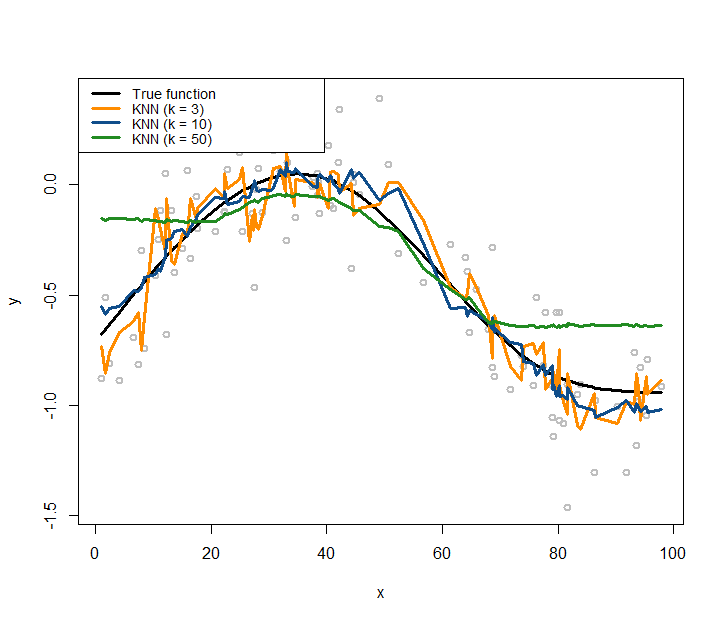 True function
KNN (k = 3)
KNN (k = 10)
KNN (k = 50)
0.0
-0.5
-1.0
-1.5
y
0 20 40 60 80 100
x